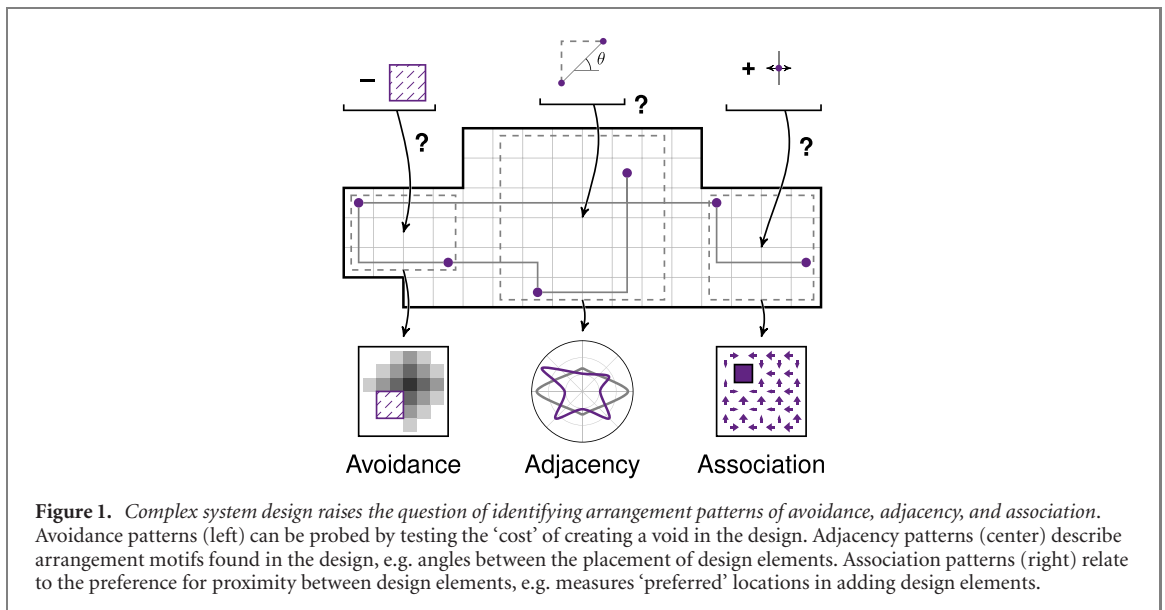 −
θ
+
?
?
?
Avoidance
Adjacency
Association
Figure 1. Complex system design raises the question of identifying arrangement patterns of avoidance, adjacency, and association.
Avoidance patterns (left) can be probed by testing the ‘cost’ of creating a void in the design. Adjacency patterns (center) describe
arrangement motifs found in the design, e.g. angles between the placement of design elements. Association patterns (right) relate
to the preference for proximity between design elements, e.g. measures ‘preferred’ locations in adding design elements.